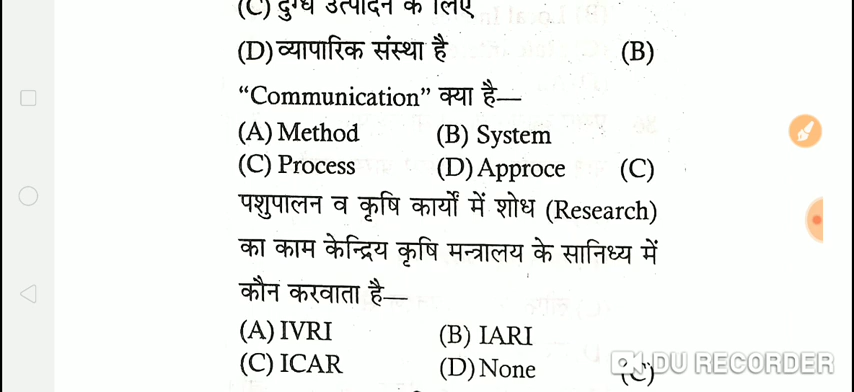 (C) दुग्ध उत्पादन के लिए
(D) व्यापारिक संस्था है (B)
“Communication” क्या है—
(A) Method (B) System
(C) Process (D) Approce (C)
पशुपालन व कृषि कार्यों में शोध (Research)
का काम केन्द्रिय कृषि मन्त्रालय के सानिध्य में
कौन करवाता है—
(A) IVRI (B) IARI
(C) ICAR (D) None (C)
DU RECORDER